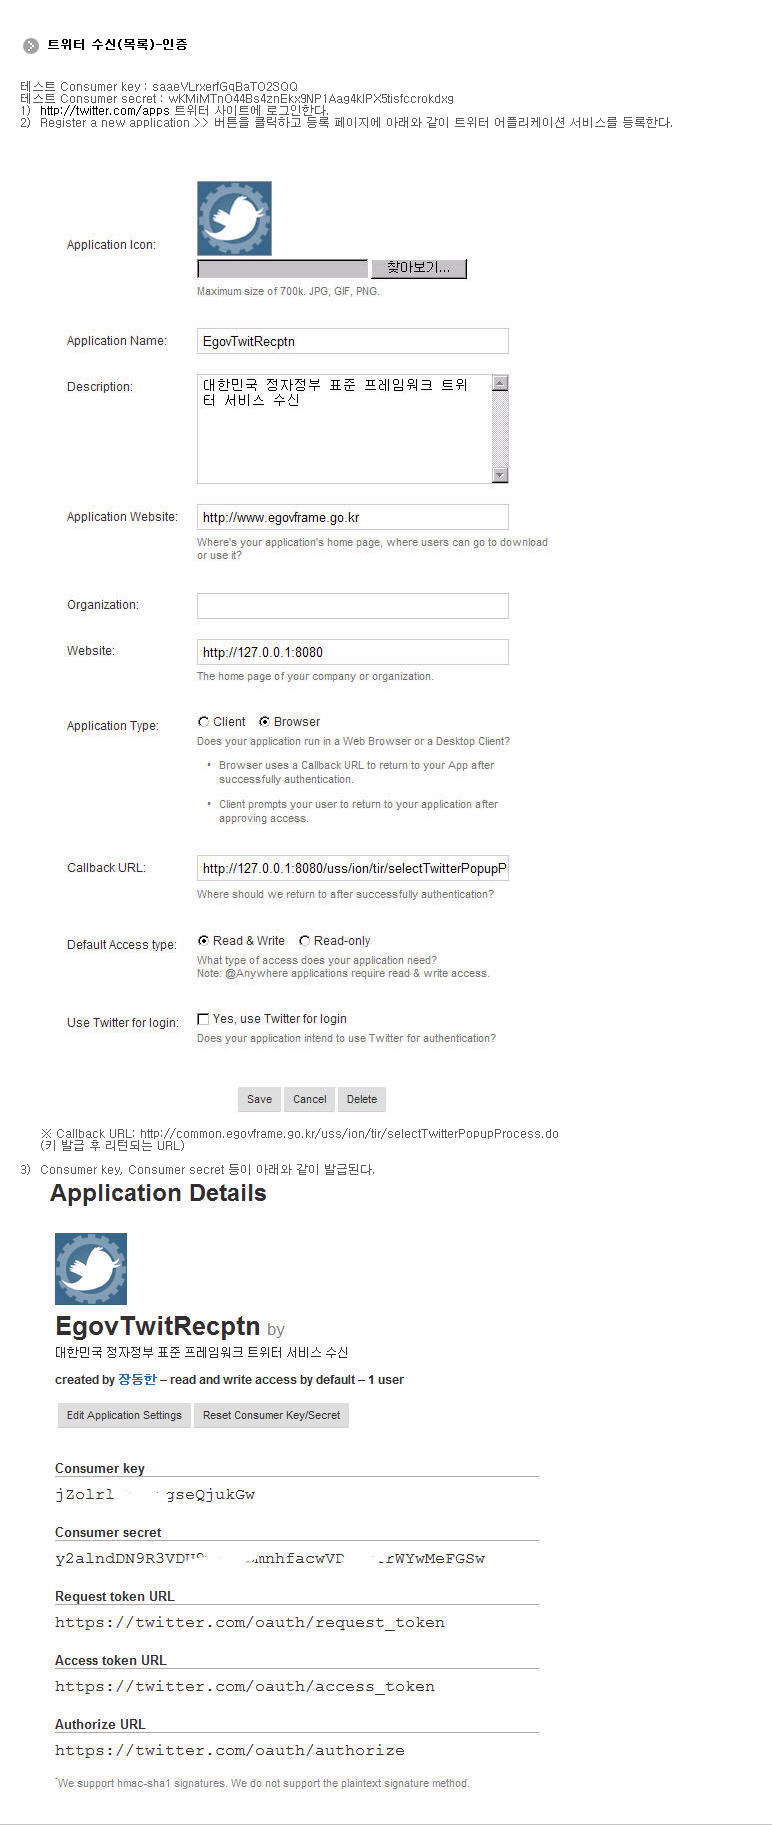 트위터 수신(목록)-인증
테스트 Consumer key : saaeVLrxerfGqBaTO2SQQ
테스트 Consumer secret : wKMiMTnO44Bs4znEkx9NP1Aag4kIPX5tisfccrokdxg
1) http://twitter.com/apps 트위터 사이트에 로그인한다.
2) Register a new application >> 버튼을 클릭하고 등록 페이지에 아래와 같이 트위터 어플리케이션 서비스를 등록한다.
Application Icon:
찾아보기...
Maximum size of 700k. JPG, GIF, PNG.
Application Name: EgovTwitRecptn
Description: 대한민국 정자정부 표준 프레임워크 트위
터 서비스 수신
Application Website: http://www.egovframe.go.kr
Where's your application's home page, where users can go to download
or use it?
Organization:
Website: http://127.0.0.1:8080
The home page of your company or organization.
Application Type: Client Browser
Does your application run in a Web Browser or a Desktop Client?
• Browser uses a Callback URL to return to your App after
successfully authentication.
• Client prompts your user to return to your application after
approving access.
Callback URL: http://127.0.0.1:8080/uss/ion/tir/selectTwitterPopupP
Where should we return to after successfully authentication?
Default Access type: Read & Write Read-only
What type of access does your application need?
Note: @Anywhere applications require read & write access.
Use Twitter for login: Yes, use Twitter for login
Does your application intend to use Twitter for authentication?
Save Cancel Delete
※ Callback URL: http://common.egovframe.go.kr/uss/ion/tir/selectTwitterPopupProcess.do
(키 발급 후 리턴되는 URL)
3) Consumer key, Consumer secret 등이 아래와 같이 발급된다.
Application Details
EgovTwitRecptn by
대한민국 정자정부 표준 프레임워크 트위터 서비스 수신
created by 장동한 – read and write access by default – 1 user
Edit Application Settings Reset Consumer Key/Secret
Consumer key
jZolrl gseQjukGw
Consumer secret
y2alndDN9R3VDU mnhfacwVD rWYwMeFGSw
Request token URL
https://twitter.com/oauth/request_token
Access token URL
https://twitter.com/oauth/access_token
Authorize URL
https://twitter.com/oauth/authorize
*We support hmac-sha1 signatures. We do not support the plaintext signature method.